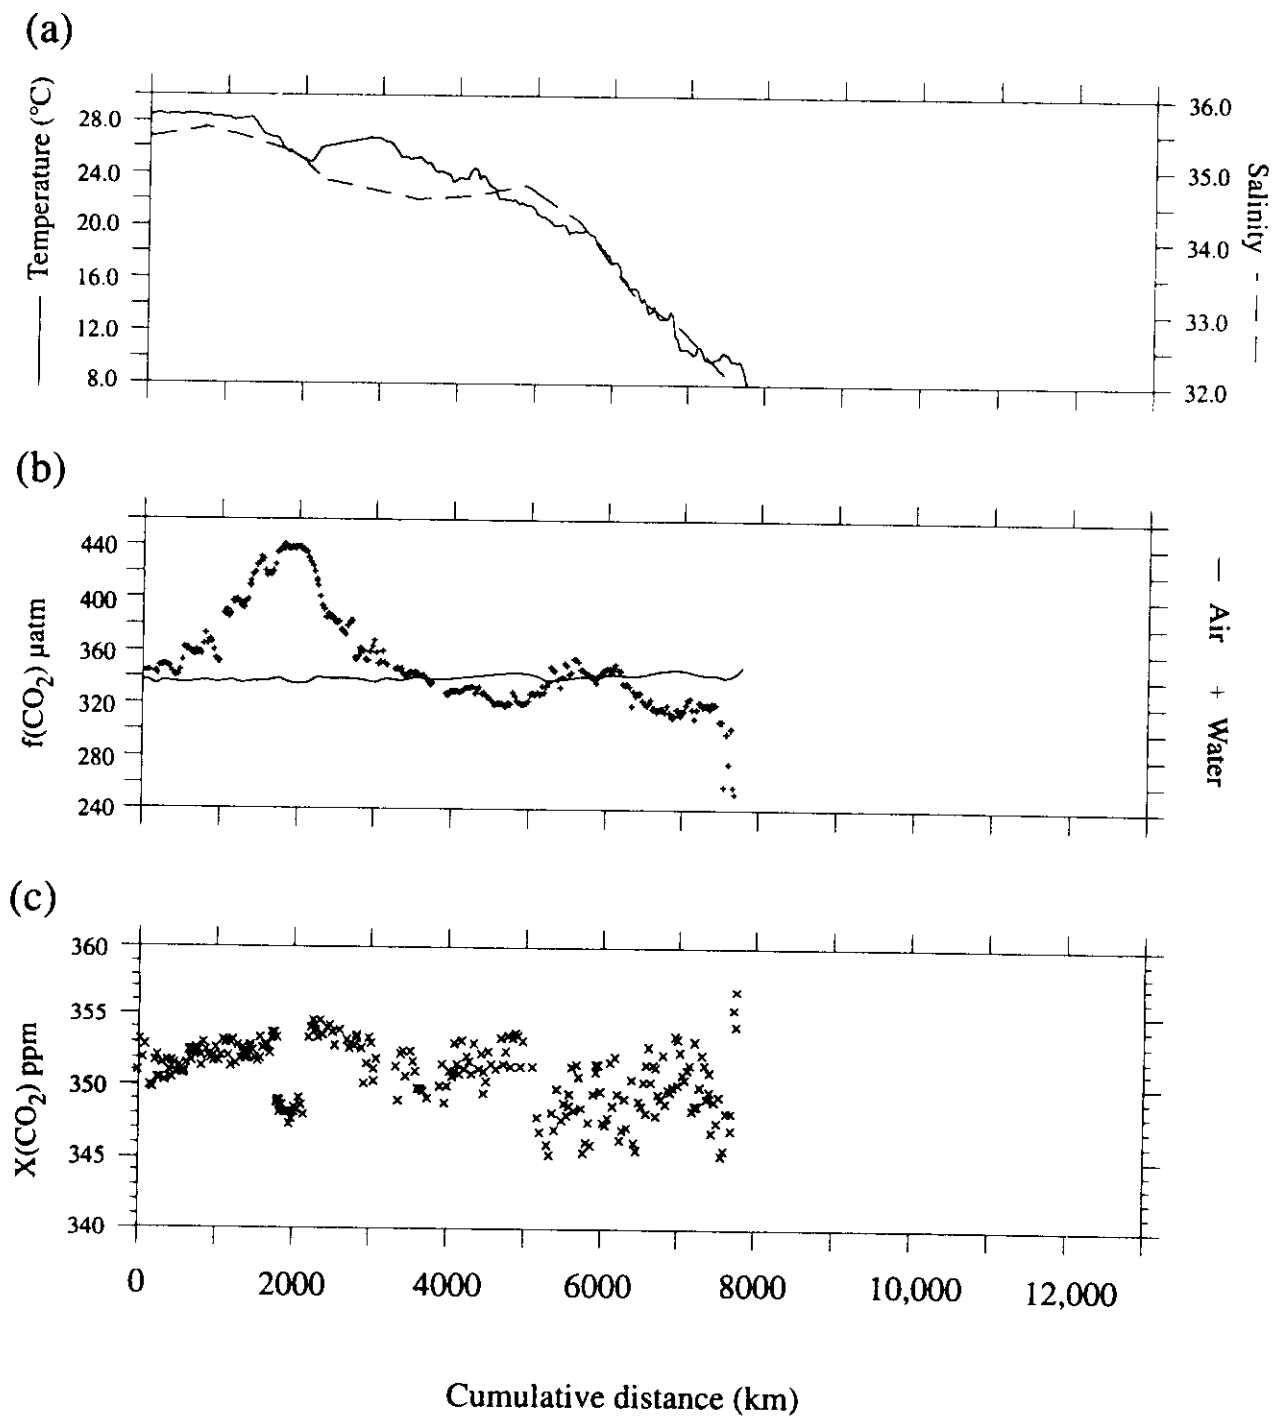 (a)
Temperature (°C)
28.0
24.0
20.0
16.0
12.0
8.0
36.0
35.0
34.0
33.0
32.0
Salinity
(b)
f(CO₂) µatm
440
400
360
320
280
240
— Air + Water
(c)
X(CO₂) ppm
360
355
350
345
340
0 2000 4000 6000 8000 10,000 12,000
Cumulative distance (km)